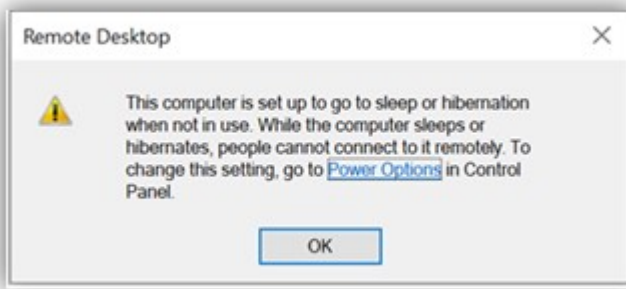 Remote Desktop
This computer is set up to go to sleep or hibernation
when not in use. While the computer sleeps or
hibernates, people cannot connect to it remotely. To
change this setting, go to Power Options in Control
Panel.
OK